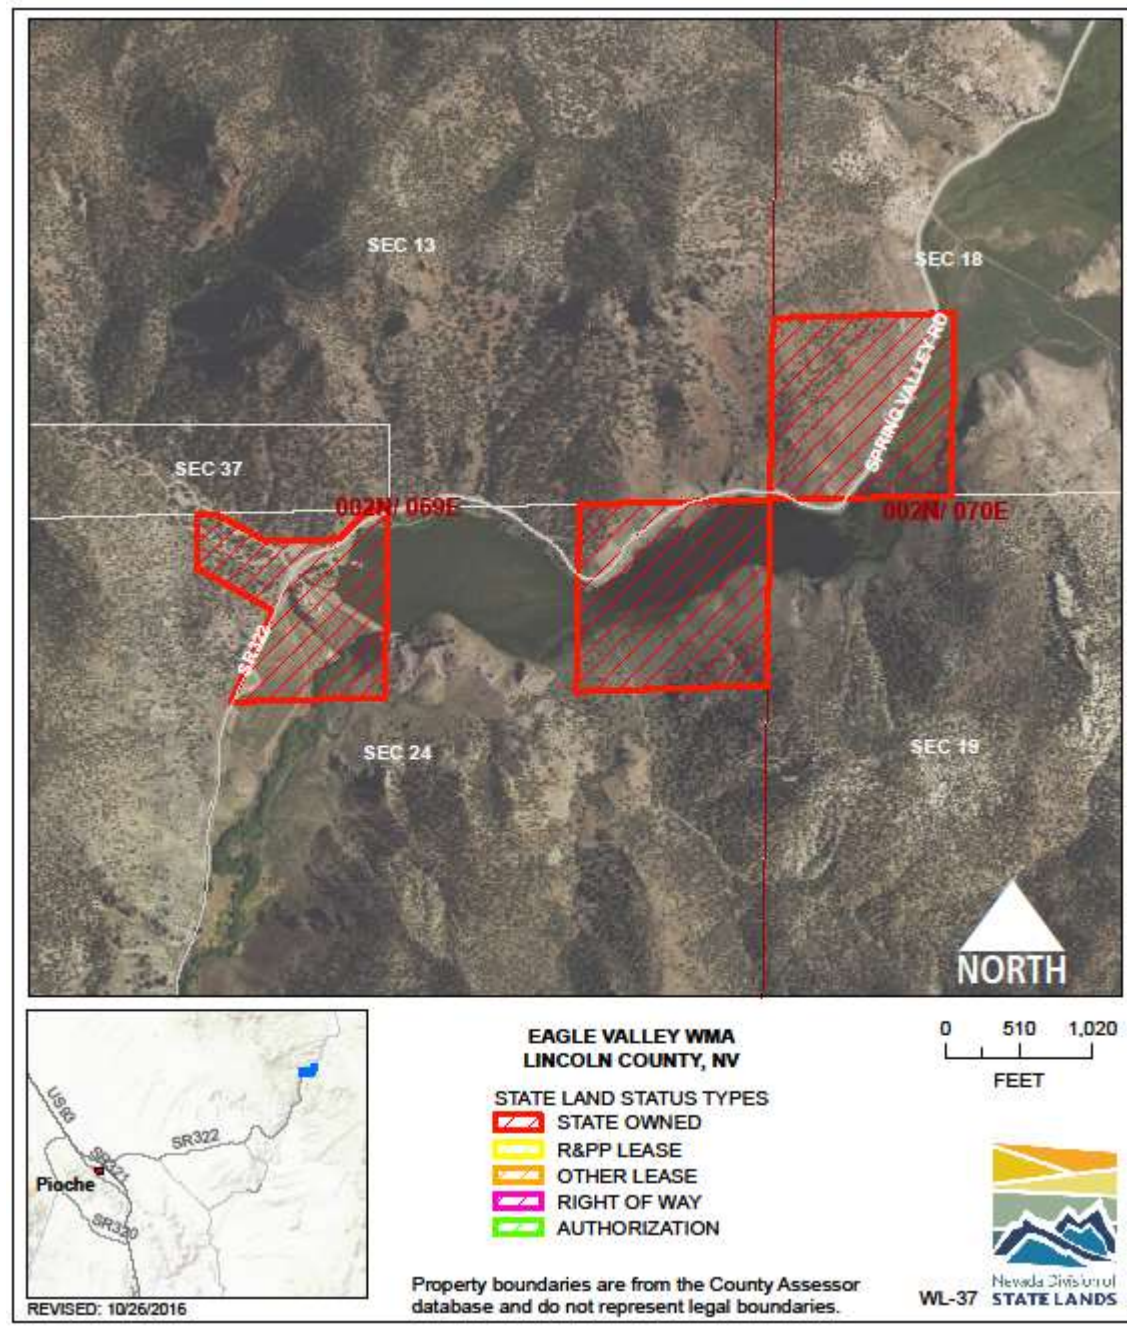 SEC 13
SEC 18
SPRING VALLEY RD
SEC 37
002N/ 069E
002N/ 070E
SR322
SEC 24
SEC 19
NORTH
US93
SR322
SR321
Pioche
SR320
REVISED: 10/26/2016
EAGLE VALLEY WMA
LINCOLN COUNTY, NV
STATE LAND STATUS TYPES
STATE OWNED
R&PP LEASE
OTHER LEASE
RIGHT OF WAY
AUTHORIZATION
Property boundaries are from the County Assessor
database and do not represent legal boundaries.
0 510 1,020
FEET
WL-37
Nevada Division of
STATE LANDS